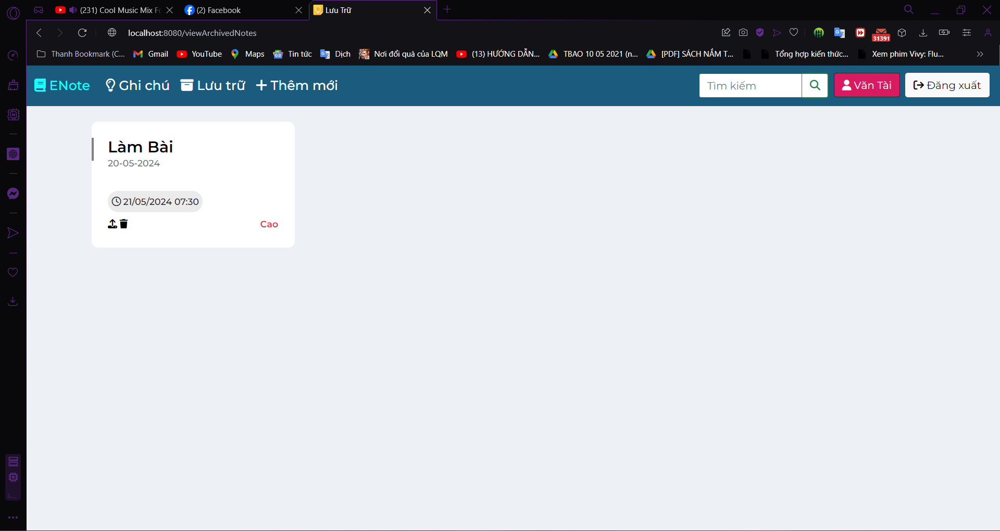 (231) Cool Music Mix Fo
(2) Facebook
Lưu Trữ
localhost:8080/viewArchivedNotes
31391
Thanh Bookmark (C...
Gmail
YouTube
Maps
Tin tức
Dịch
Nơi đổi quà của LQM
(13) HƯỚNG DẪN...
TBAO 10 05 2021 (n...
[PDF] SÁCH NẮM T...
Tổng hợp kiến thức...
Xem phim Vivy: Flu...
ENote
Ghi chú
Lưu trữ
Thêm mới
Tìm kiếm
Văn Tài
Đăng xuất
Làm Bài
20-05-2024
21/05/2024 07:30
Cao